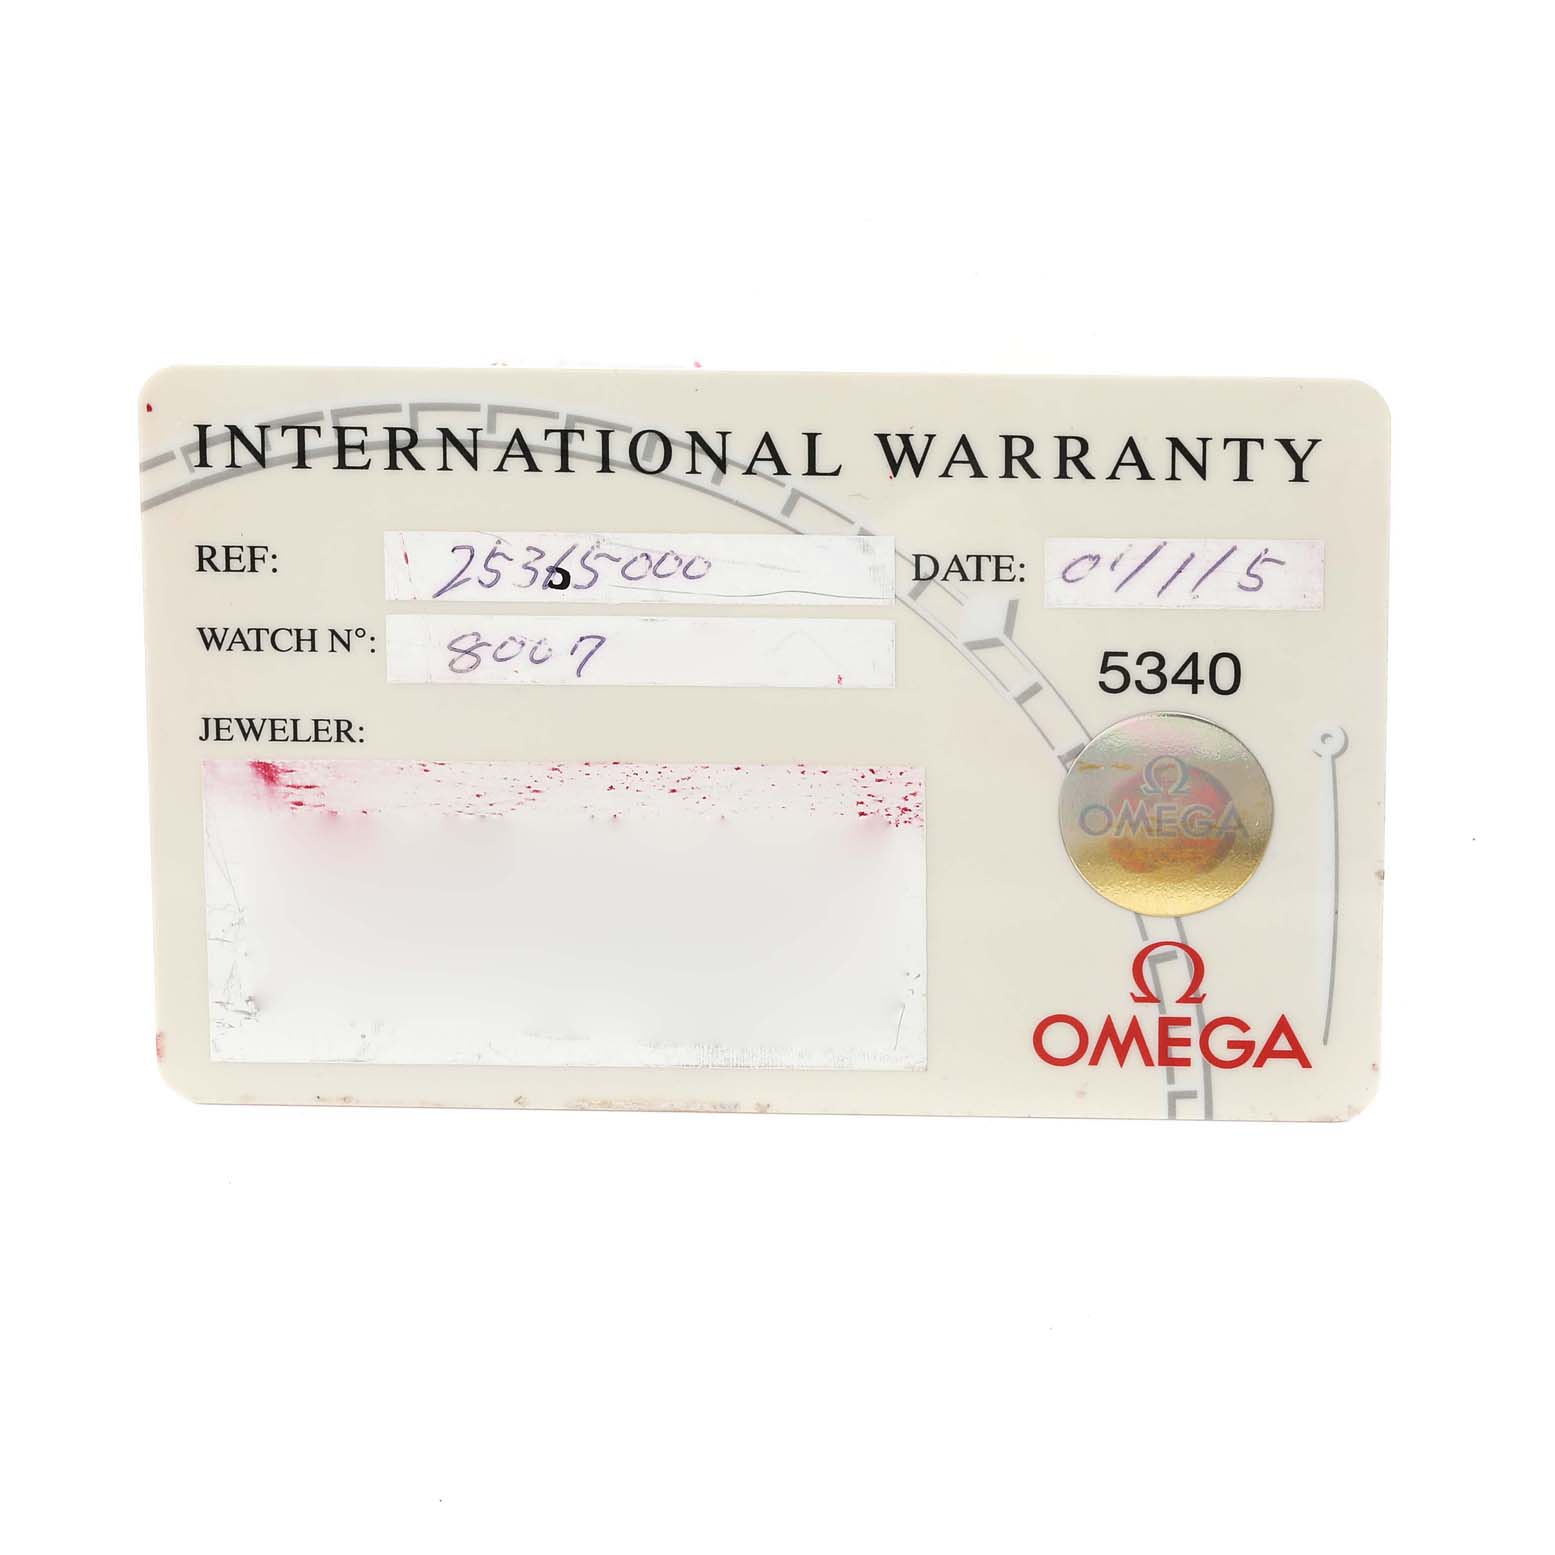 INTERNATIONAL WARRANTY
REF: 25365000
DATE: 04/1/5
WATCH N°: 8007
5340
JEWELER:
Ω
OMEGA
Ω
OMEGA